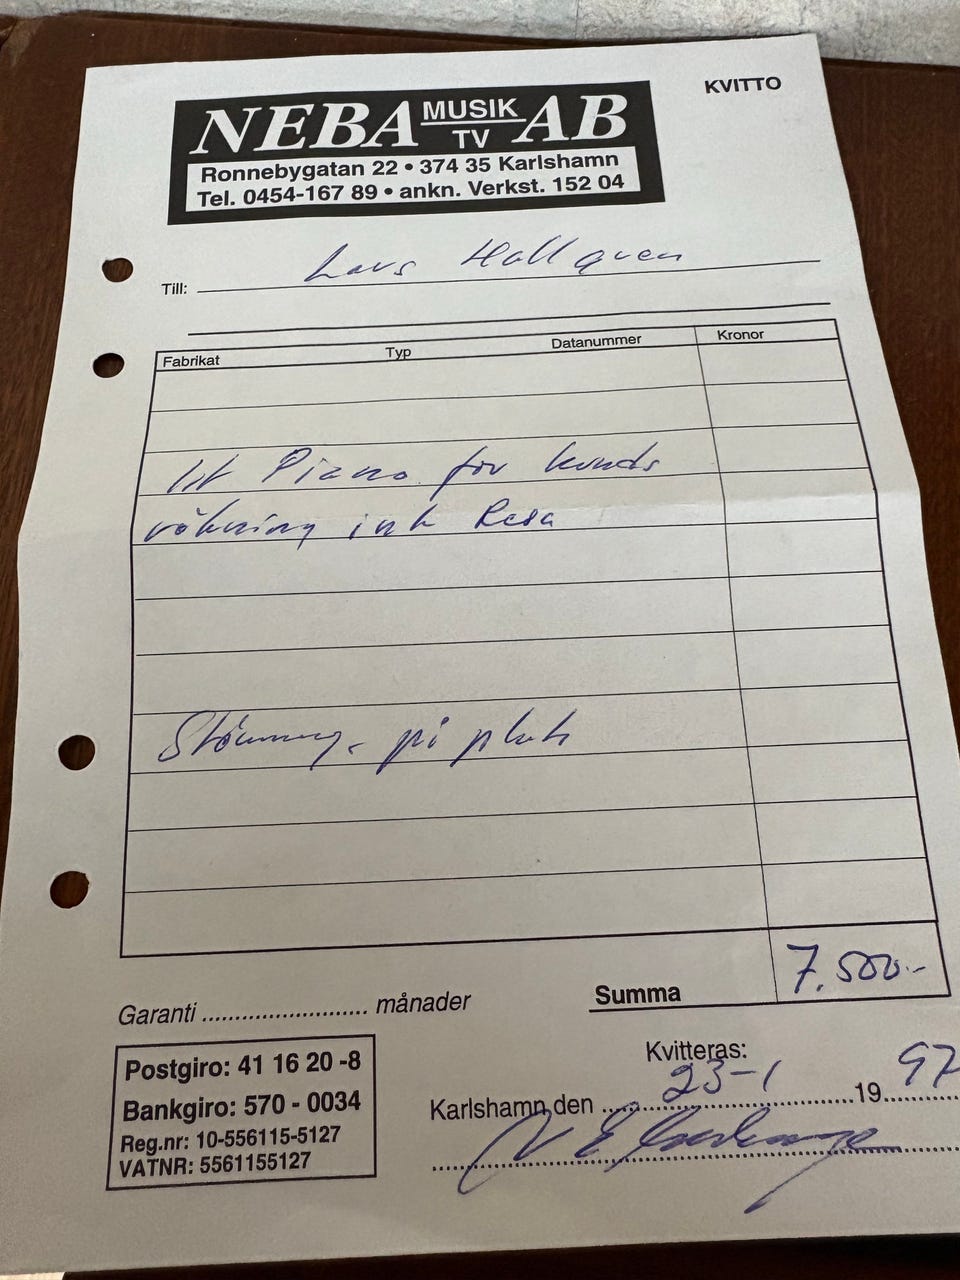 KVITTO
NEBA MUSIK TV AB
Ronnebygatan 22 • 374 35 Karlshamn
Tel. 0454-167 89 • ankn. Verkst. 152 04
Till: Lars Hallqven
Fabrikat Typ Datanummer Kronor
1st Piano för kunds
räkning ink Resa
Stämning på plats
Summa 7.500.-
Garanti ......................... månader
Postgiro: 41 16 20 -8
Bankgiro: 570 - 0034
Reg.nr: 10-556115-5127
VATNR: 5561155127
Kvitteras:
Karlshamn den 23-1 19 97